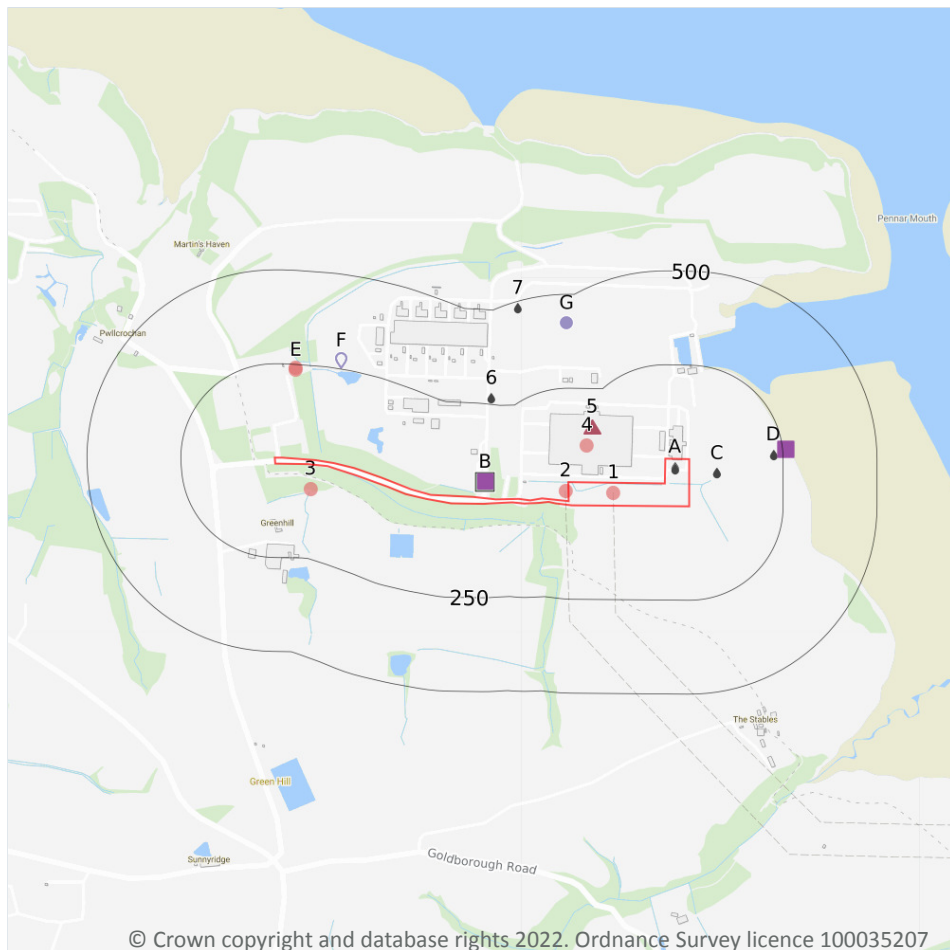 Pennar Mouth
Martin's Haven
500
7
G
Pwllcrochan
E
F
6
5
4
D
A
C
B
3
2
1
Greenhill
250
The Stables
Green Hill
Sunnyridge
Goldborough Road
© Crown copyright and database rights 2022. Ordnance Survey licence 100035207